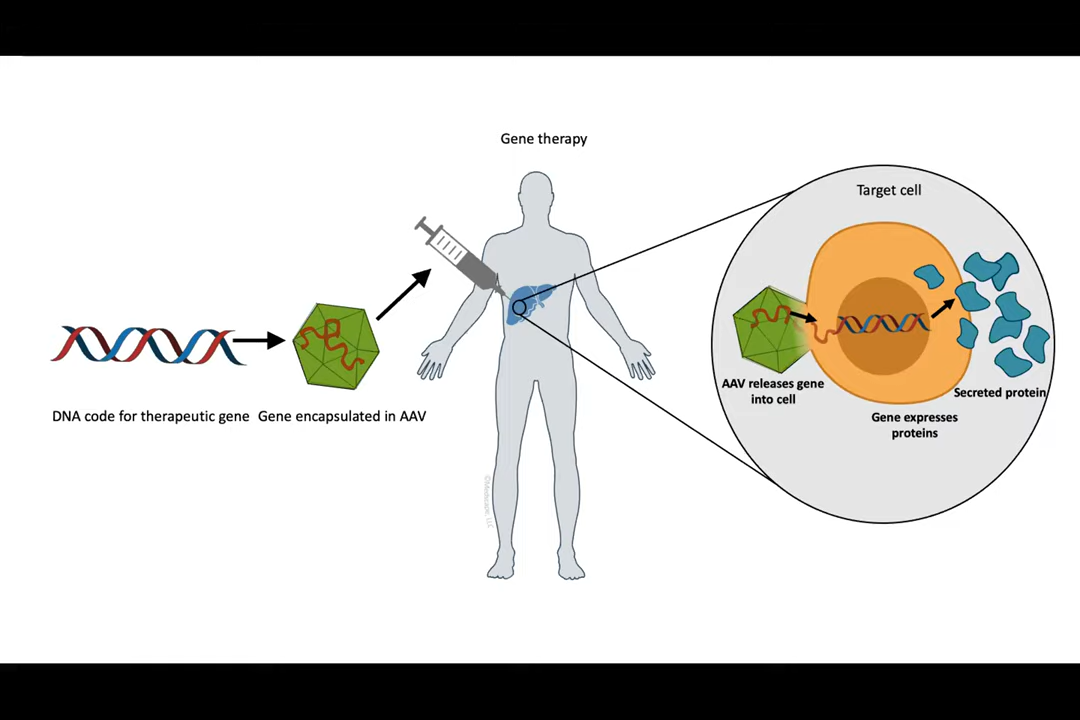 Gene therapy
Target cell
DNA code for therapeutic gene
Gene encapsulated in AAV
AAV releases gene
into cell
Secreted protein
Gene expresses
proteins